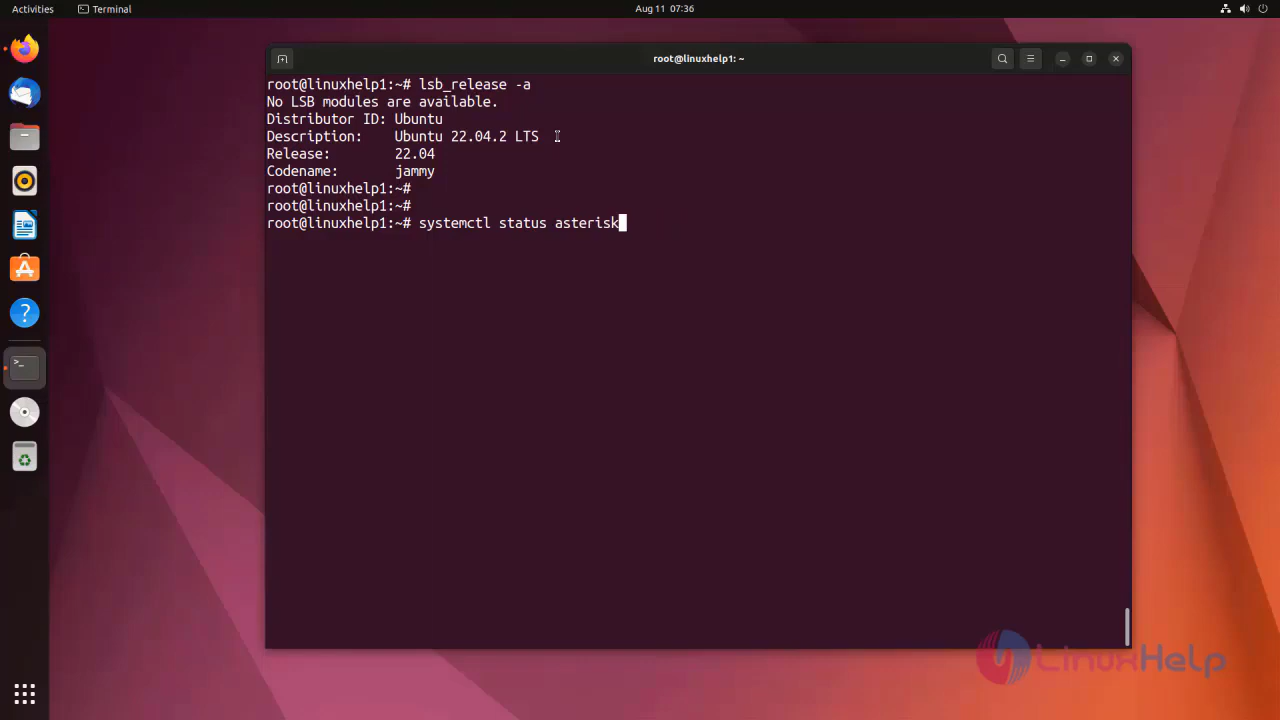 Activities Terminal Aug 11 07:36
root@linuxhelp1: ~
root@linuxhelp1:~# lsb_release -a
No LSB modules are available.
Distributor ID: Ubuntu
Description: Ubuntu 22.04.2 LTS
Release: 22.04
Codename: jammy
root@linuxhelp1:~#
root@linuxhelp1:~#
root@linuxhelp1:~# systemctl status asterisk
LinuxHelp